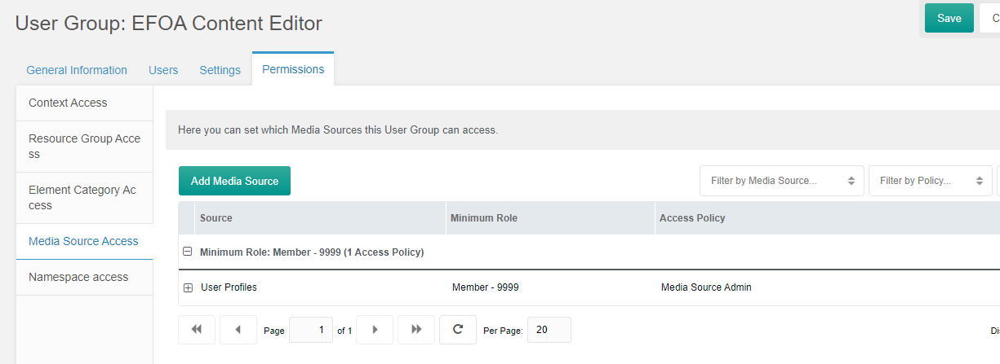 User Group: EFOA Content Editor
Save
C
General Information Users Settings Permissions
Context Access
Resource Group Acce
ss
Element Category Ac
cess
Media Source Access
Namespace access
Here you can set which Media Sources this User Group can access.
Add Media Source
Filter by Media Source...
Filter by Policy...
Source Minimum Role Access Policy
Minimum Role: Member - 9999 (1 Access Policy)
User Profiles Member - 9999 Media Source Admin
Page 1 of 1 Per Page: 20
Di